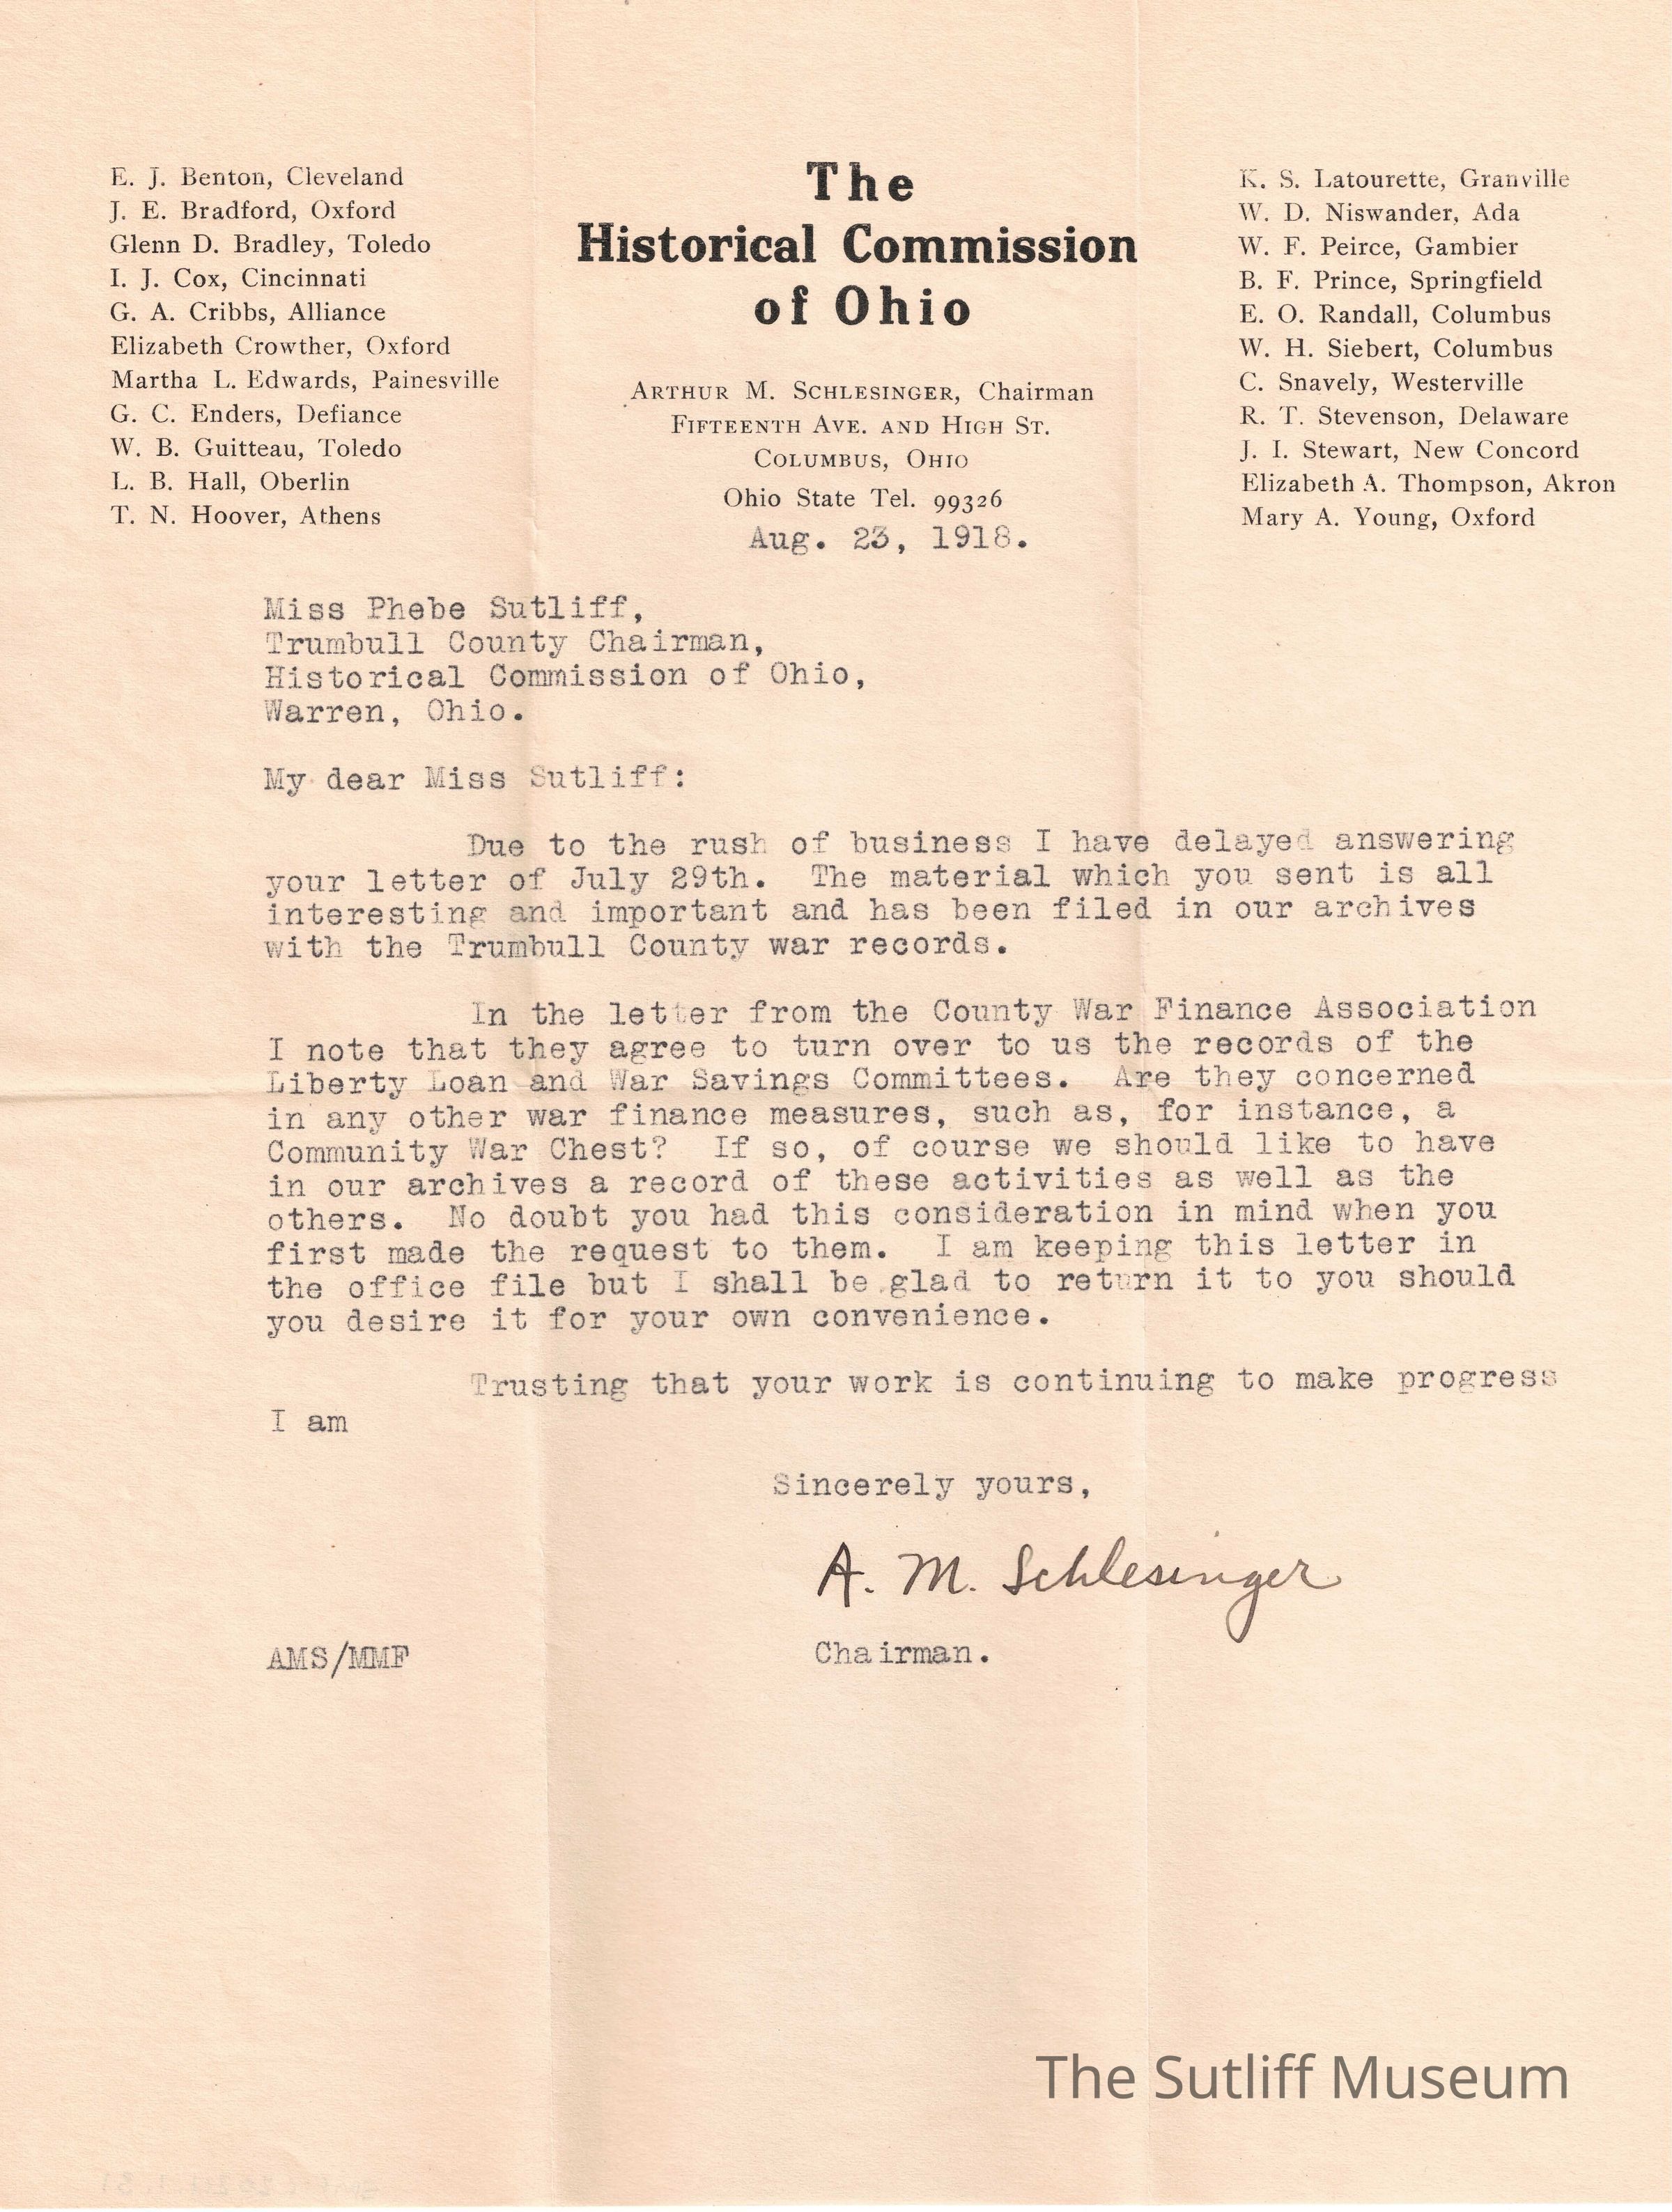 The
Historical Commission
of Ohio
E. J. Benton, Cleveland
J. E. Bradford, Oxford
Glenn D. Bradley, Toledo
I. J. Cox, Cincinnati
G. A. Cribbs, Alliance
Elizabeth Crowther, Oxford
Martha L. Edwards, Painesville
G. C. Enders, Defiance
W. B. Guitteau, Toledo
L. B. Hall, Oberlin
T. N. Hoover, Athens
Arthur M. Schlesinger, Chairman
Fifteenth Ave. and High St.
Columbus, Ohio
Ohio State Tel. 99326
K. S. Latourette, Granville
W. D. Niswander, Ada
W. F. Peirce, Gambier
B. F. Prince, Springfield
E. O. Randall, Columbus
W. H. Siebert, Columbus
C. Snavely, Westerville
R. T. Stevenson, Delaware
J. I. Stewart, New Concord
Elizabeth A. Thompson, Akron
Mary A. Young, Oxford
Aug. 23, 1918.
Miss Phebe Sutliff,
Trumbull County Chairman,
Historical Commission of Ohio,
Warren, Ohio.
My dear Miss Sutliff:
Due to the rush of business I have delayed answering
your letter of July 29th. The material which you sent is all
interesting and important and has been filed in our archives
with the Trumbull County war records.
In the letter from the County War Finance Association
I note that they agree to turn over to us the records of the
Liberty Loan and War Savings Committees. Are they concerned
in any other war finance measures, such as, for instance, a
Community War Chest? If so, of course we should like to have
in our archives a record of these activities as well as the
others. No doubt you had this consideration in mind when you
first made the request to them. I am keeping this letter in
the office file but I shall be glad to return it to you should
you desire it for your own convenience.
Trusting that your work is continuing to make progress
I am
Sincerely yours,
A. M. Schlesinger
AMS/MMF
Chairman.
The Sutliff Museum